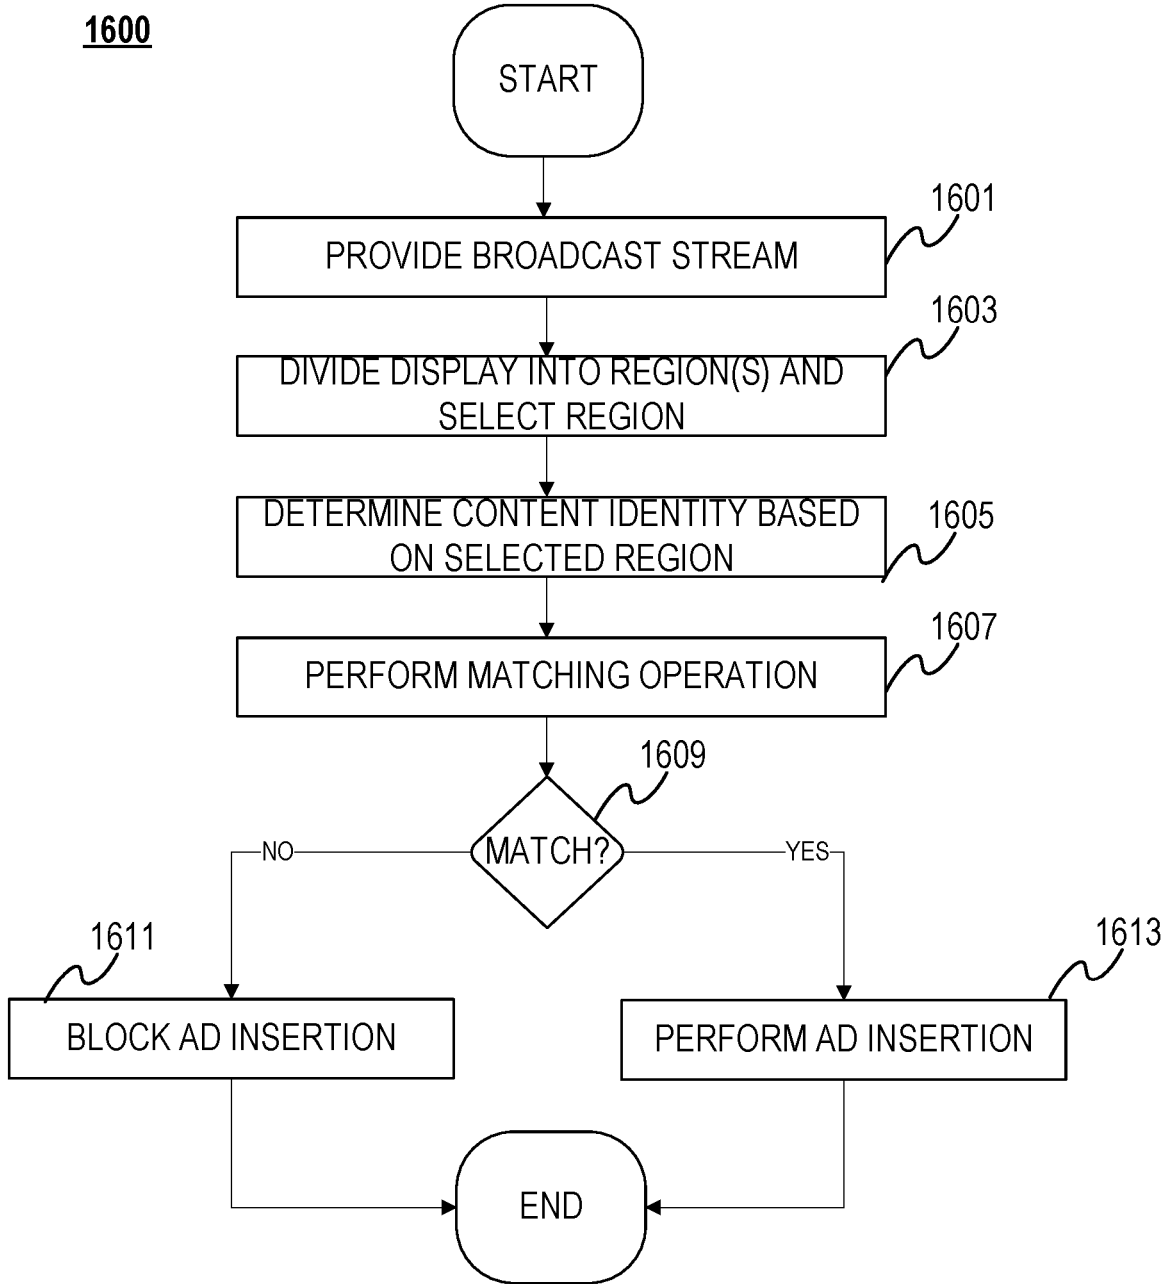 1600
START
1601
PROVIDE BROADCAST STREAM
1603
DIVIDE DISPLAY INTO REGION(S) AND
SELECT REGION
DETERMINE CONTENT IDENTITY BASED
ON SELECTED REGION
1605
1607
PERFORM MATCHING OPERATION
1609
MATCH?
NO
YES
1611
1613
BLOCK AD INSERTION
PERFORM AD INSERTION
END